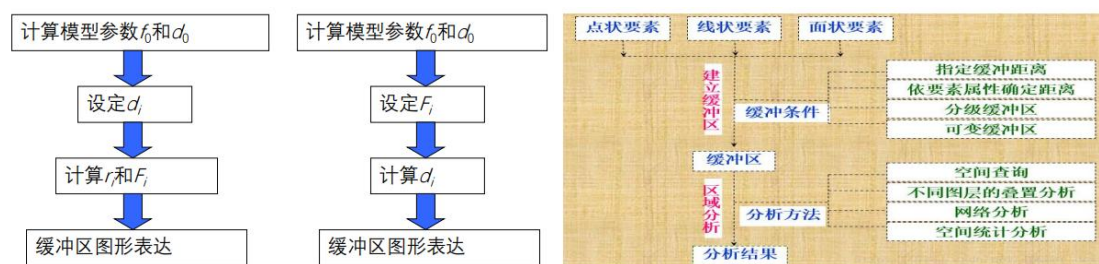 计算模型参数f0和d0
设定di
计算ri和Fi
缓冲区图形表达
计算模型参数f0和d0
设定Fi
计算di
缓冲区图形表达
点状要素
线状要素
面状要素
建立缓冲区
缓冲条件
指定缓冲距离
依要素属性确定距离
分级缓冲区
可变缓冲区
缓冲区
区域分析
分析方法
空间查询
不同图层的叠置分析
网络分析
空间统计分析
分析结果